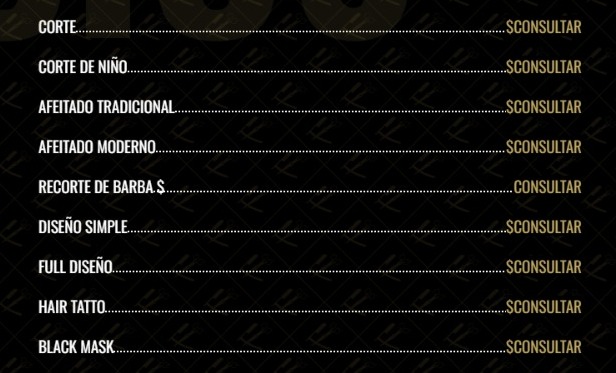 CORTE $CONSULTAR
CORTE DE NIÑO $CONSULTAR
AFEITADO TRADICIONAL $CONSULTAR
AFEITADO MODERNO $CONSULTAR
RECORTE DE BARBA $ CONSULTAR
DISEÑO SIMPLE $CONSULTAR
FULL DISEÑO $CONSULTAR
HAIR TATTO $CONSULTAR
BLACK MASK $CONSULTAR